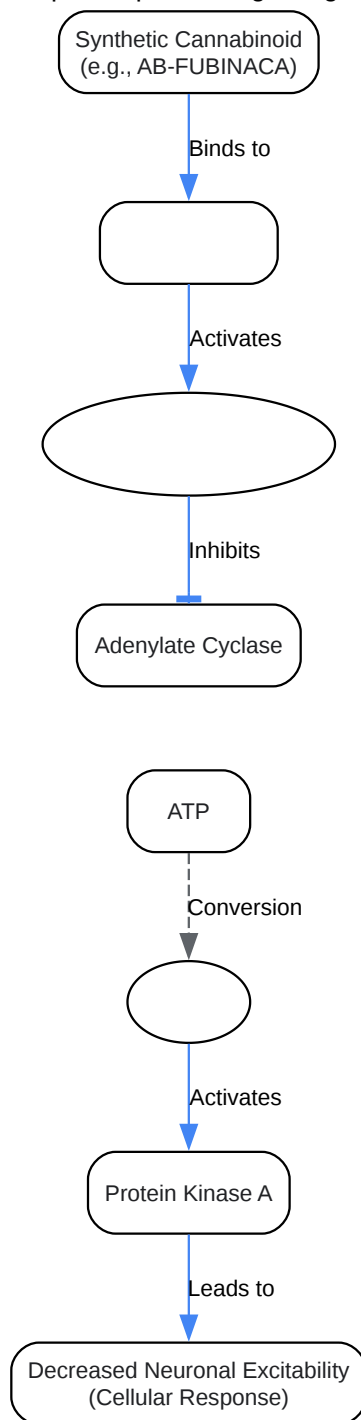 Synthetic Cannabinoid
(e.g., AB-FUBINACA)
Binds to
Activates
Inhibits
Adenylate Cyclase
ATP
Conversion
Activates
Protein Kinase A
Leads to
Decreased Neuronal Excitability
(Cellular Response)